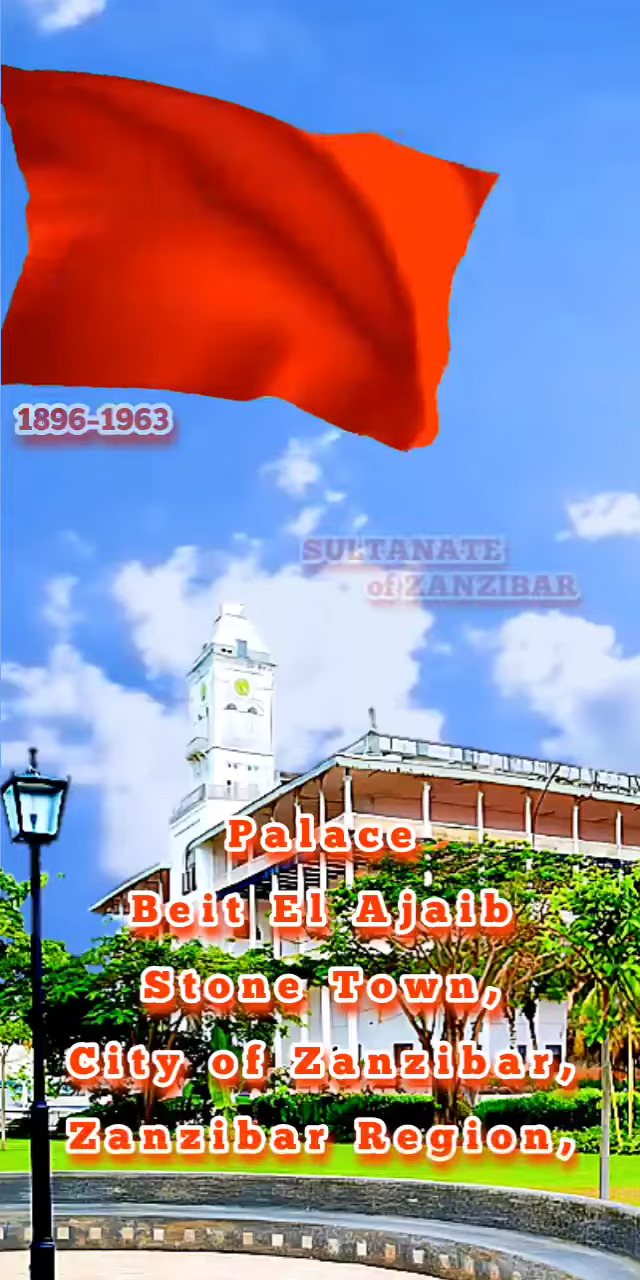 1896-1963
SULTANATE
of ZANZIBAR
Palace
Beit El Ajaib
Stone Town,
City of Zanzibar,
Zanzibar Region,